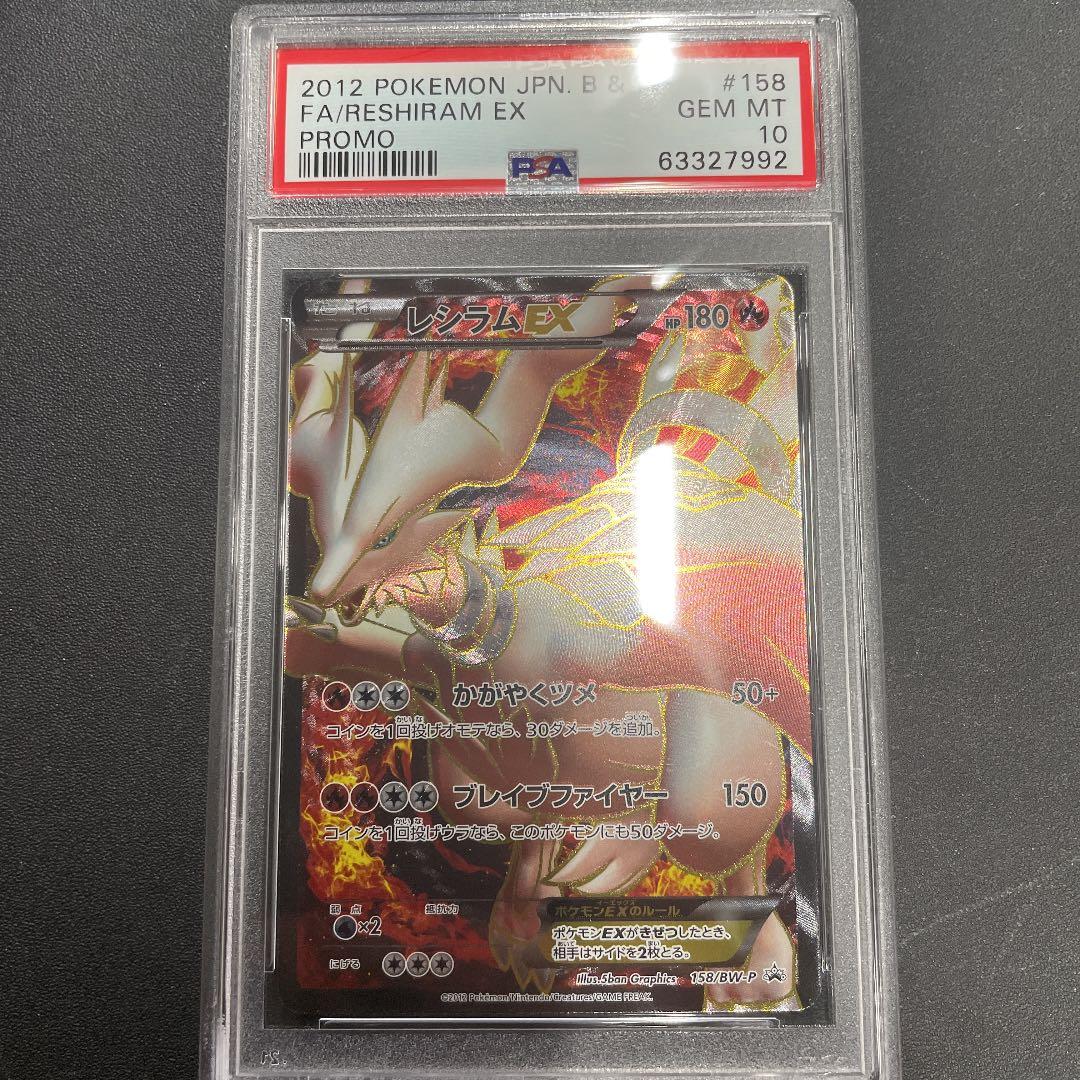 2012 POKEMON JPN. B & #158
FA/RESHIRAM EX GEM MT
PROMO 10
PSA 63327992
たね レシラムEX HP180
かがやくツメ 50+
コインを1回投げオモテなら、30ダメージを追加。
ブレイブファイヤー 150
コインを1回投げウラなら、このポケモンにも50ダメージ。
弱点 抵抗力
×2
にげる
ポケモンEXのルール
ポケモンEXがきぜつしたとき、
相手はサイドを2枚とる。
Illus.5ban Graphics 158/BW-P
©2012 Pokémon/Nintendo/Creatures/GAME FREAK.